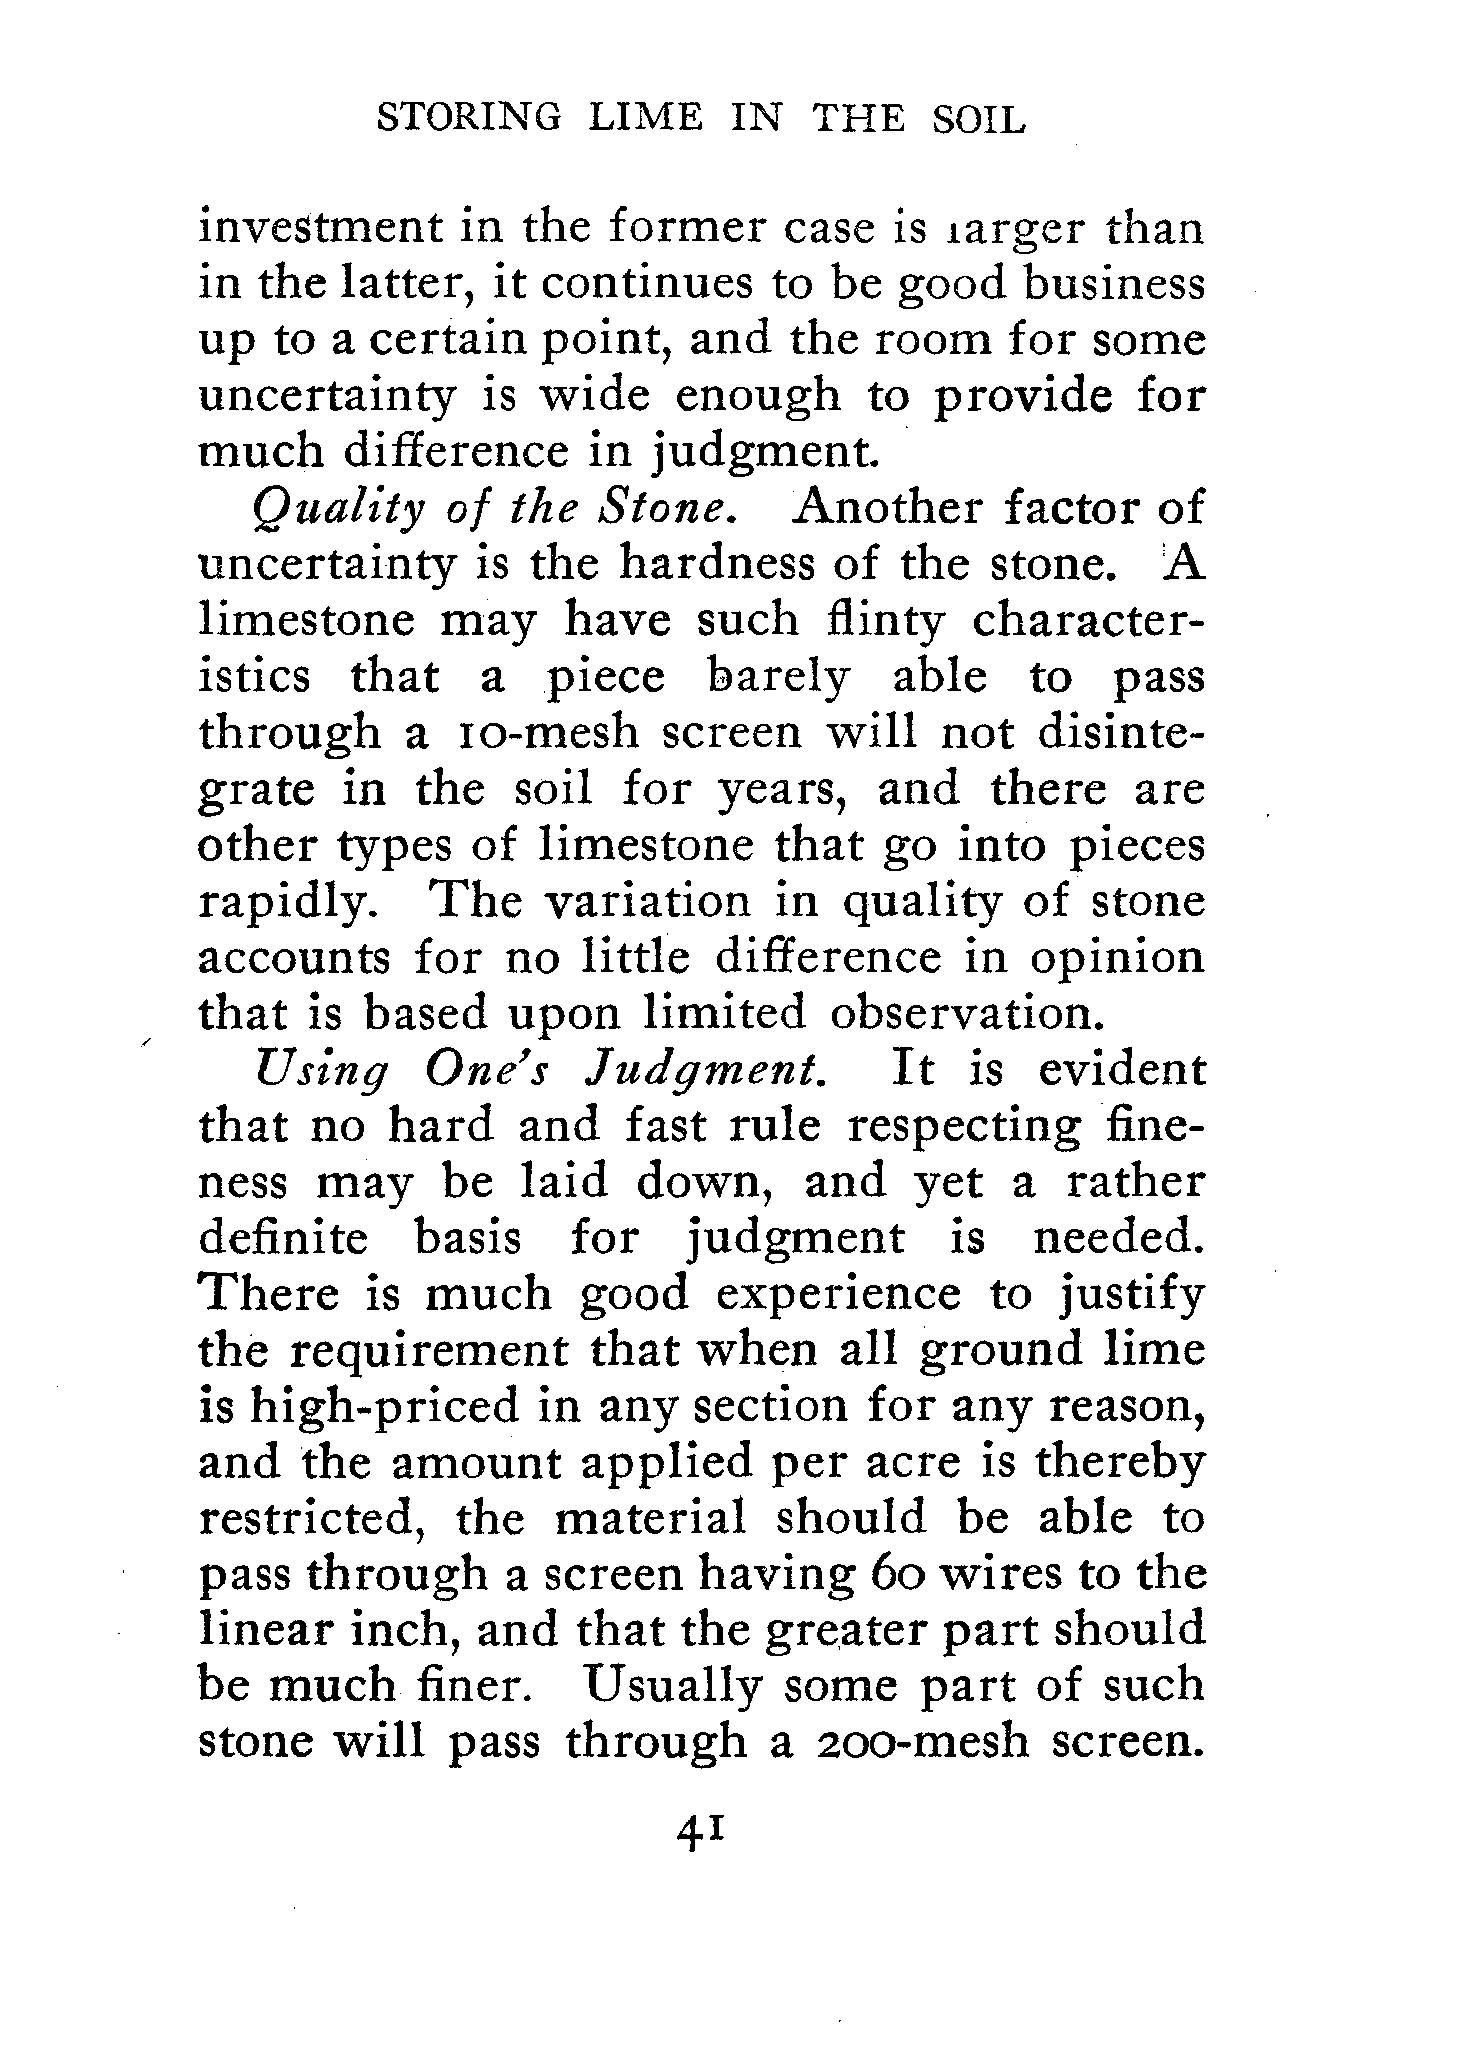 STORING LIME IN THE SOIL
investment in the former case is larger than
in the latter, it continues to be good business
up to a certain point, and the room for some
uncertainty is wide enough to provide for
much difference in judgment.
Quality of the Stone. Another factor of
uncertainty is the hardness of the stone. A
limestone may have such flinty character-
istics that a piece barely able to pass
through a 10-mesh screen will not disinte-
grate in the soil for years, and there are
other types of limestone that go into pieces
rapidly. The variation in quality of stone
accounts for no little difference in opinion
that is based upon limited observation.
Using One's Judgment. It is evident
that no hard and fast rule respecting fine-
ness may be laid down, and yet a rather
definite basis for judgment is needed.
There is much good experience to justify
the requirement that when all ground lime
is high-priced in any section for any reason,
and the amount applied per acre is thereby
restricted, the material should be able to
pass through a screen having 60 wires to the
linear inch, and that the greater part should
be much finer. Usually some part of such
stone will pass through a 200-mesh screen.
41